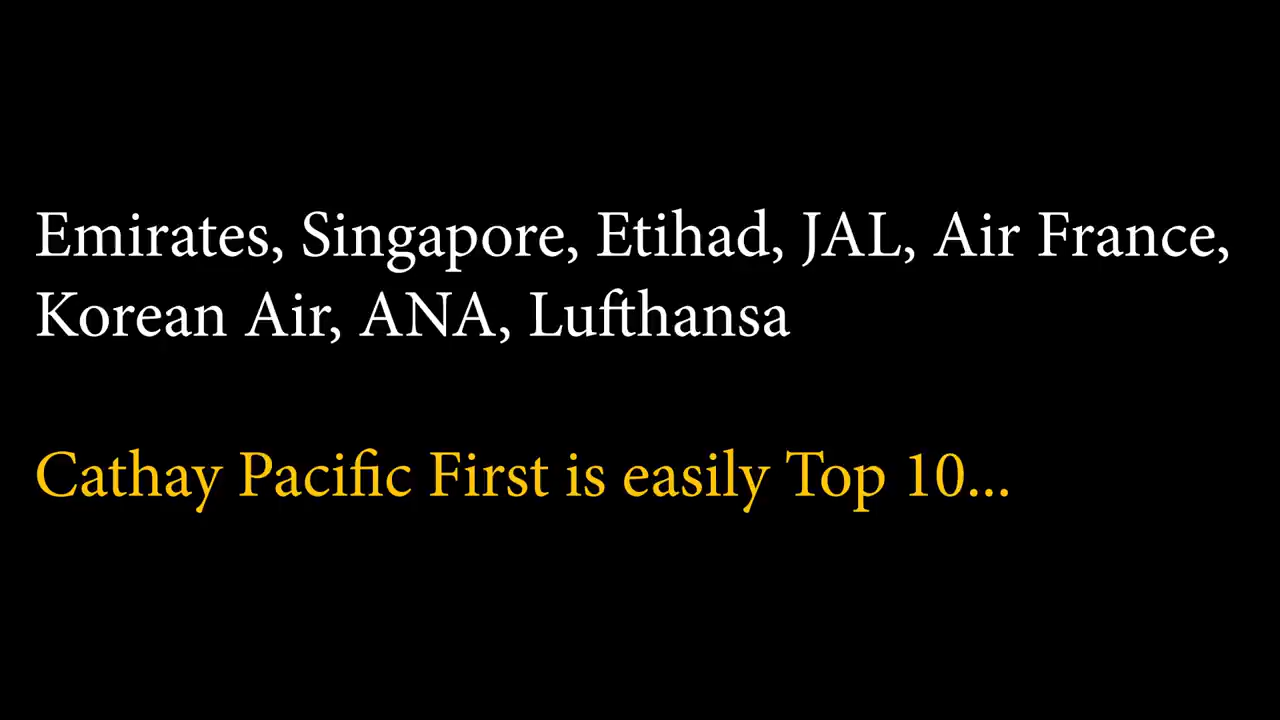 Emirates, Singapore, Etihad, JAL, Air France,
Korean Air, ANA, Lufthansa
Cathay Pacific First is easily Top 10...